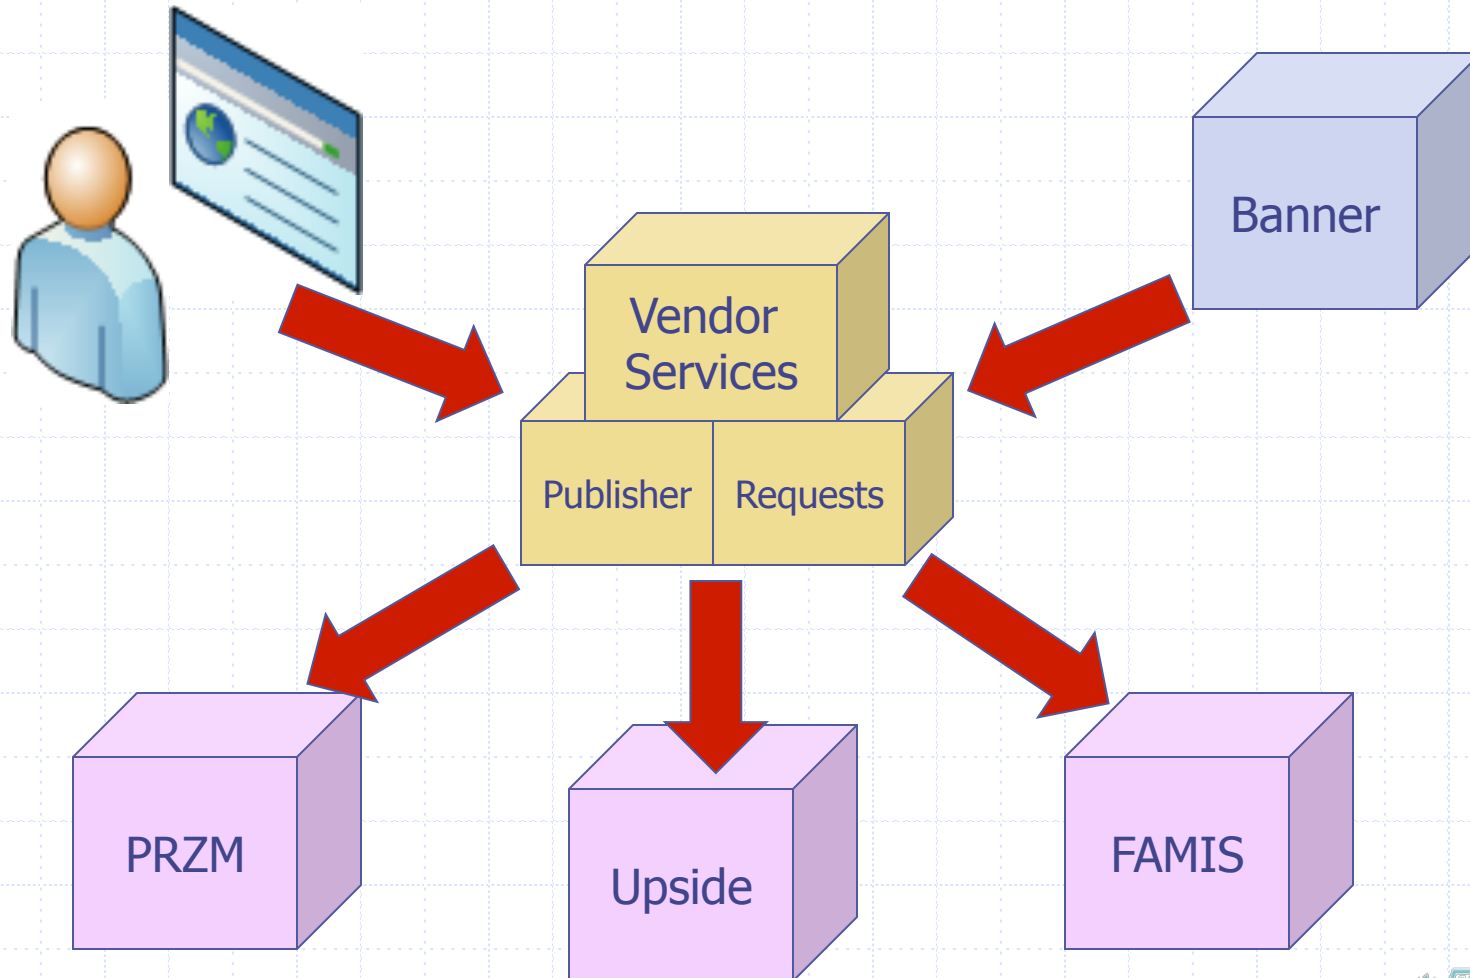 Banner
Vendor
Services
Publisher
Requests
PRZM
Upside
FAMIS